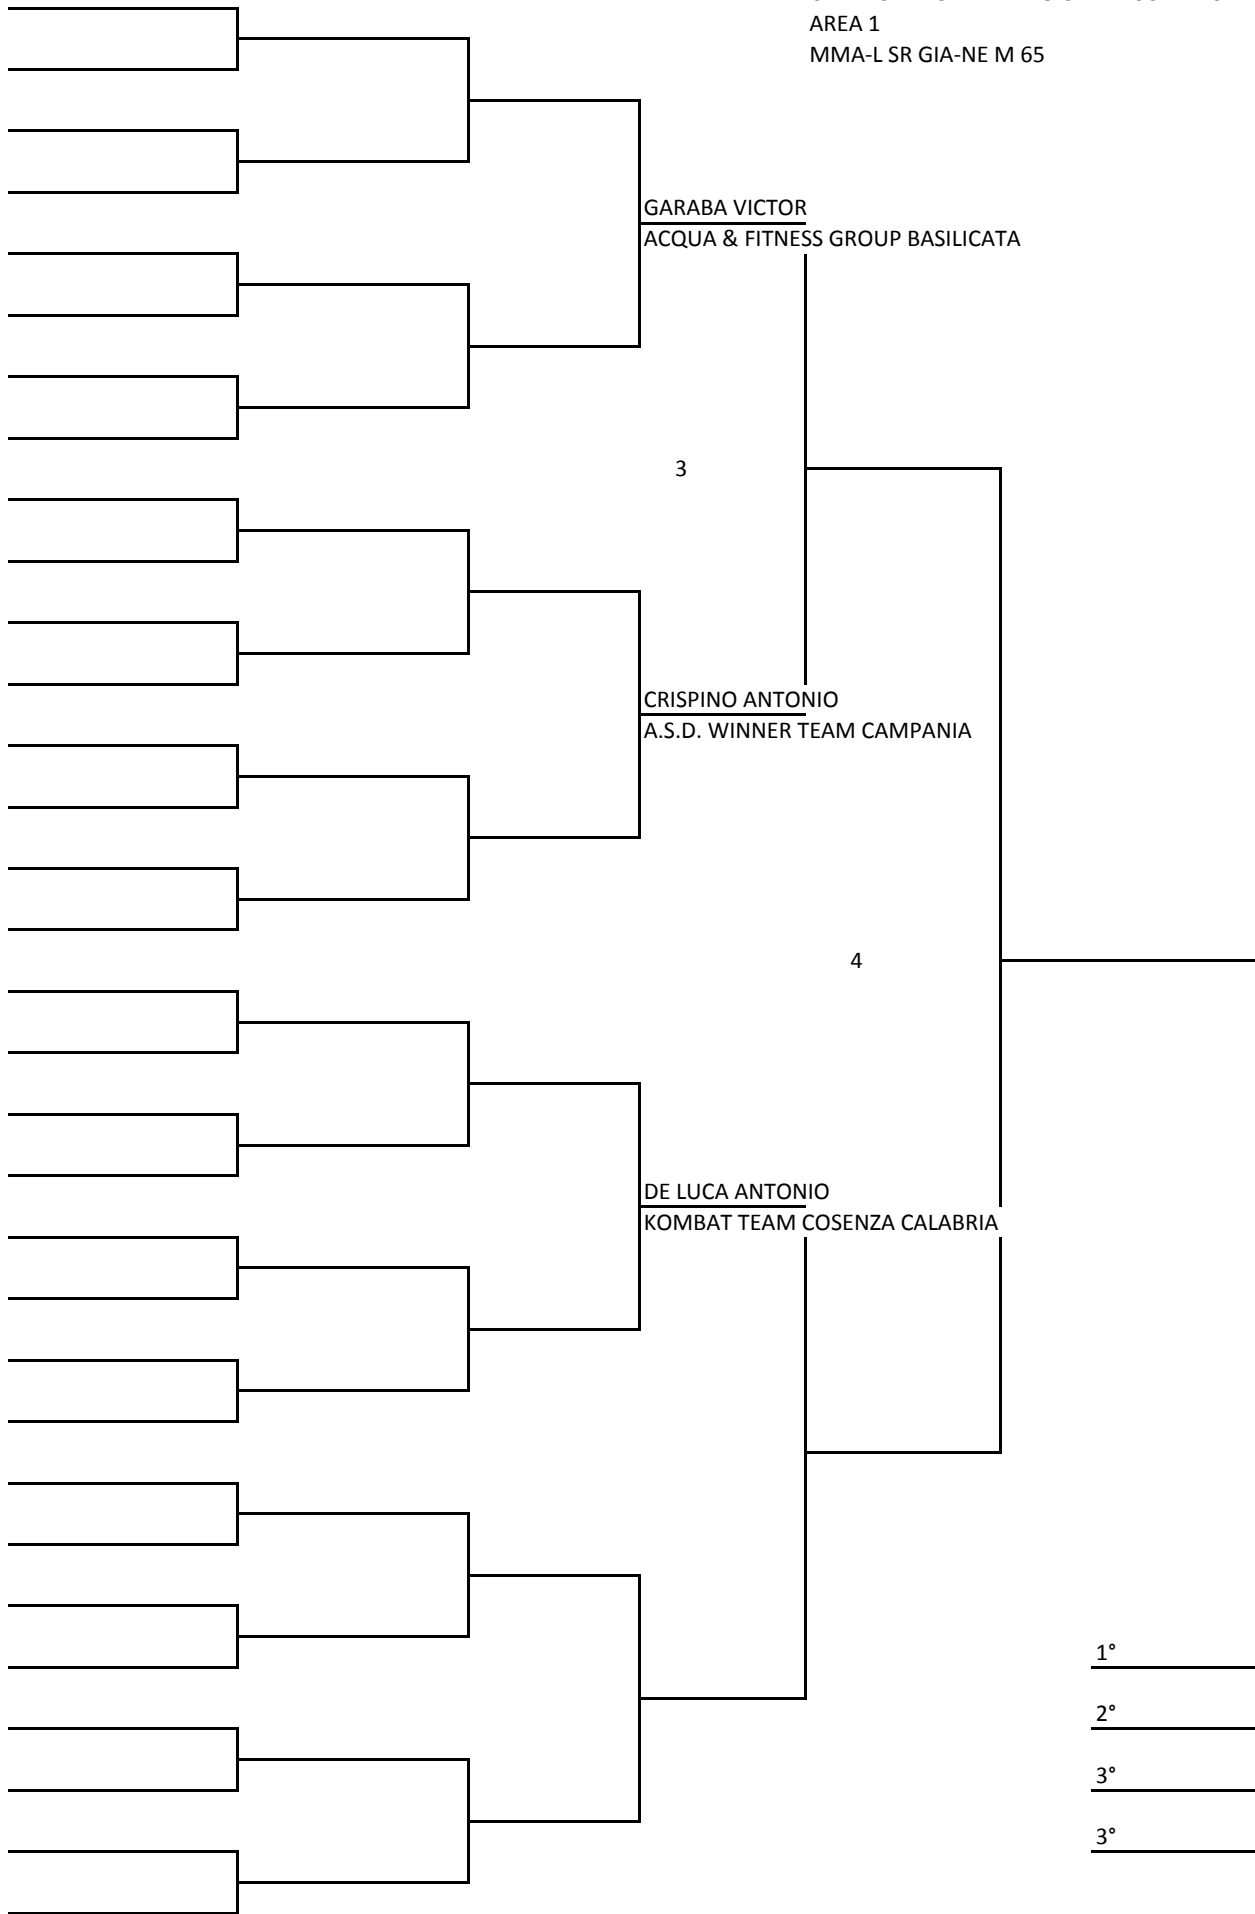 AREA 1
MMA-L SR GIA-NE M 65
GARABA VICTOR
ACQUA & FITNESS GROUP BASILICATA
3
CRISPINO ANTONIO
A.S.D. WINNER TEAM CAMPANIA
4
DE LUCA ANTONIO
KOMBAT TEAM COSENZA CALABRIA
1°
2°
3°
3°